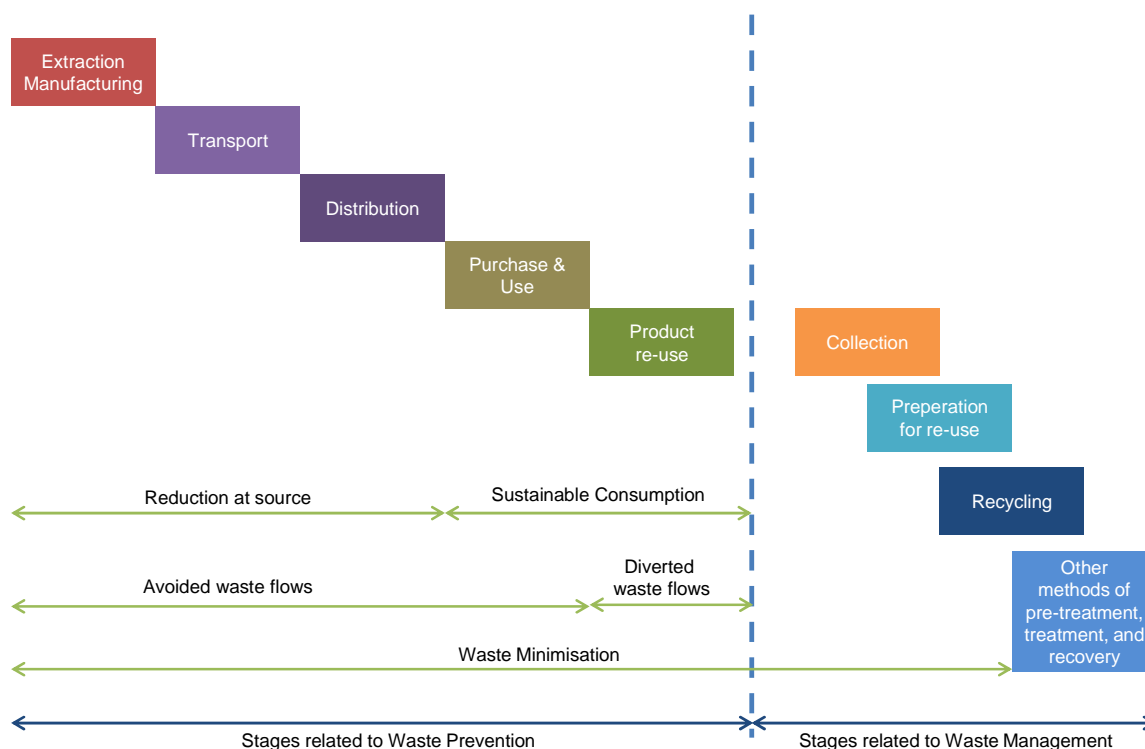 Extraction
Manufacturing
Transport
Distribution
Purchase &
Use
Product
re-use
Collection
Preperation
for re-use
Recycling
Other
methods of
pre-treatment,
treatment, and
recovery
Reduction at source
Sustainable Consumption
Avoided waste flows
Diverted
waste flows
Waste Minimisation
Stages related to Waste Prevention
Stages related to Waste Management